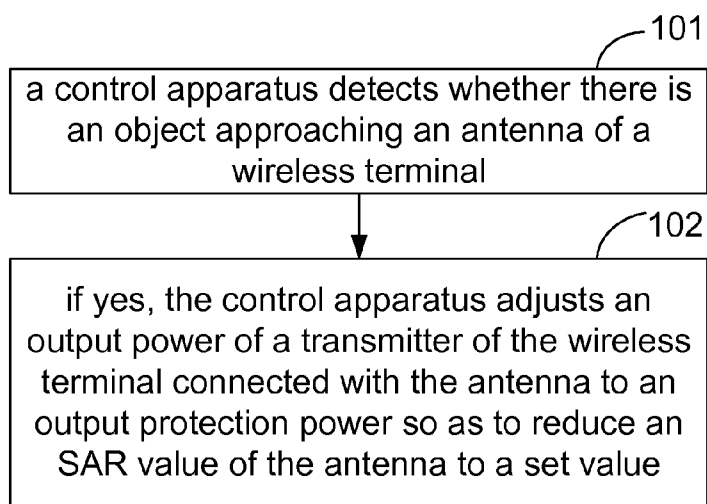 101
a control apparatus detects whether there is
an object approaching an antenna of a
wireless terminal
102
if yes, the control apparatus adjusts an
output power of a transmitter of the wireless
terminal connected with the antenna to an
output protection power so as to reduce an
SAR value of the antenna to a set value